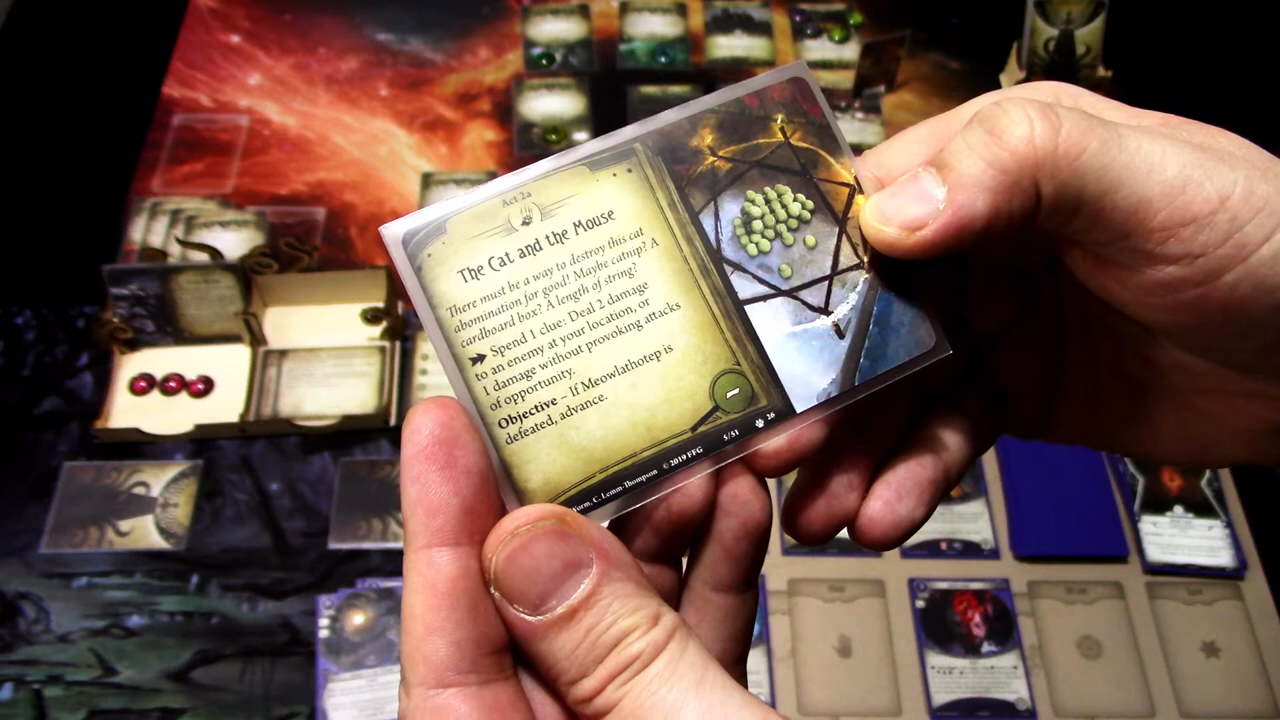 Act 2a
The Cat and the Mouse
There must be a way to destroy this cat
abomination for good! Maybe catnip? A
cardboard box? A length of string?
Spend 1 clue: Deal 2 damage
to an enemy at your location, or
1 damage without provoking attacks
of opportunity.
Objective – If Meowlathotep is
defeated, advance.
–
C. Lemm-Thompson © 2019 FFG 5/51 26